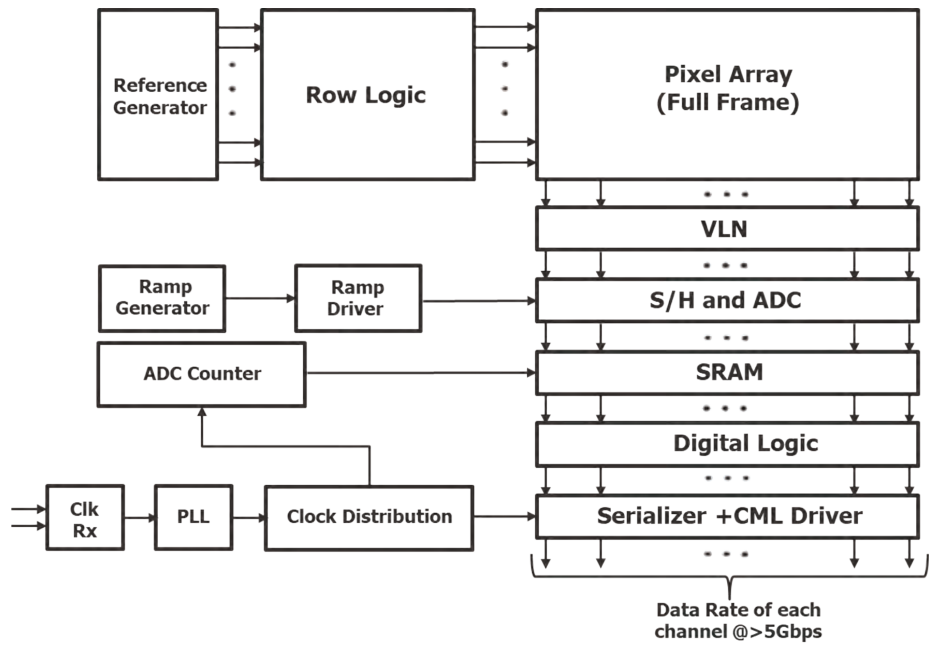 Reference
Generator
Row Logic
Pixel Array
(Full Frame)
VLN
Ramp
Generator
Ramp
Driver
S/H and ADC
ADC Counter
SRAM
Digital Logic
Clk
Rx
PLL
Clock Distribution
Serializer +CML Driver
Data Rate of each
channel @>5Gbps